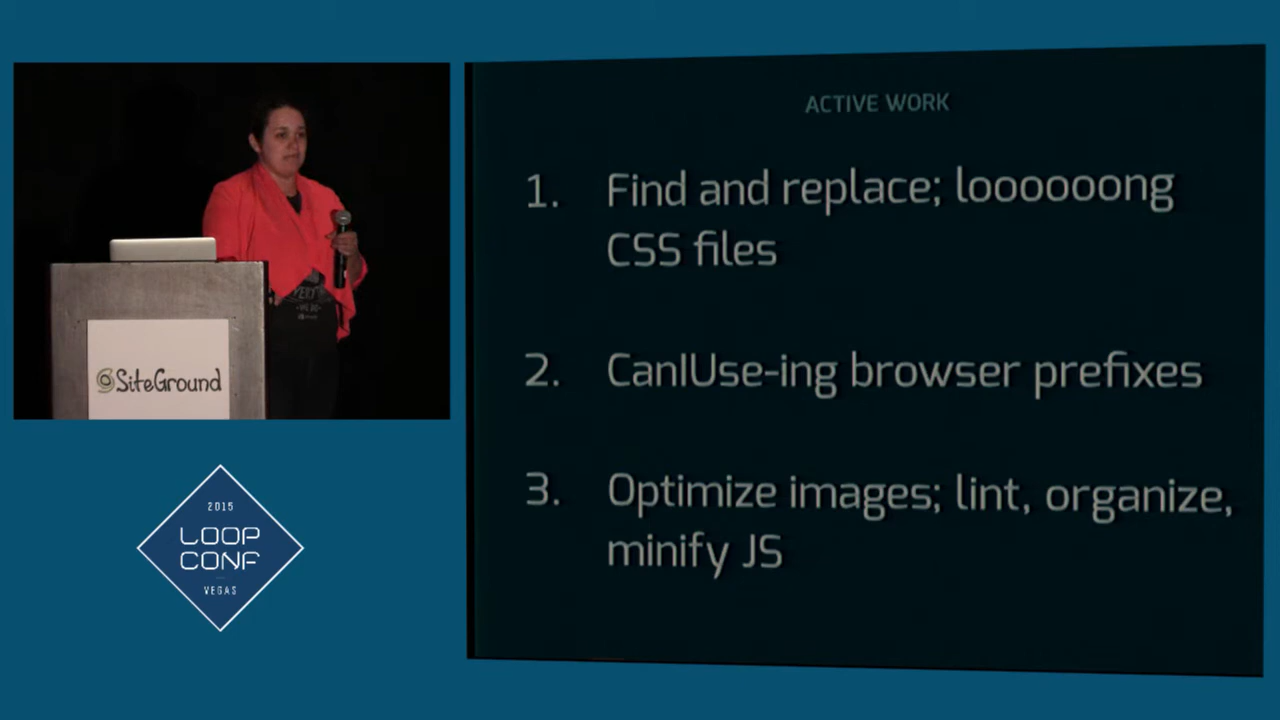 ACTIVE WORK
1. Find and replace; looooooong
CSS files
2. CanIUse-ing browser prefixes
3. Optimize images; lint, organize,
minify JS
SiteGround
2015
LOOP
CONF
VEGAS